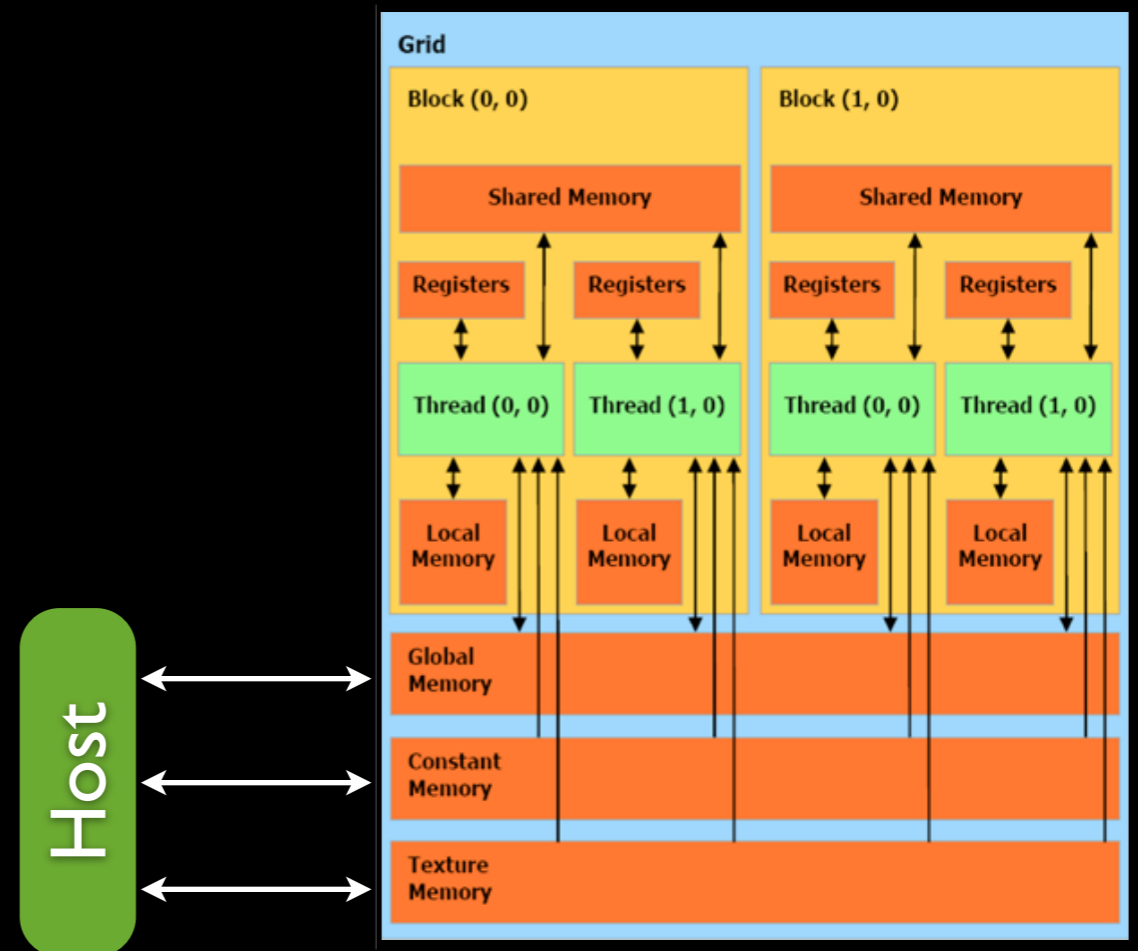 Grid
Block (0, 0)
Block (1, 0)
Shared Memory
Shared Memory
Registers
Registers
Registers
Registers
Thread (0, 0)
Thread (1, 0)
Thread (0, 0)
Thread (1, 0)
Local
Memory
Local
Memory
Local
Memory
Local
Memory
Global
Memory
Constant
Memory
Texture
Memory
Host